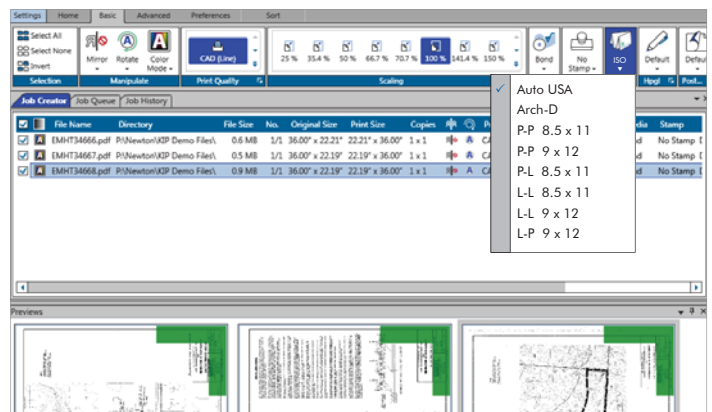 Settings Home Basic Advanced Preferences Sort
Select All
Select None
Invert
Selection
Mirror Rotate Color Mode
Manipulate
CAD (Line)
Print Quality
25 % 35.4 % 50 % 66.7 % 70.7 % 100 % 141.4 % 150 %
Scaling
Bond No Stamp ISO Default
Hpgl Post...
Auto USA
Arch-D
P-P 8.5 x 11
P-P 9 x 12
P-L 8.5 x 11
L-L 8.5 x 11
L-L 9 x 12
L-P 9 x 12
Job Creator Job Queue Job History
File Name Directory File Size No. Original Size Print Size Copies Stamp
EMHT34666.pdf P:\Newton\KIP Demo Files\ 0.6 MB 1/1 36.00" x 22.21" 22.21" x 36.00" 1 x 1 No Stamp
EMHT34667.pdf P:\Newton\KIP Demo Files\ 0.5 MB 1/1 36.00" x 22.19" 22.19" x 36.00" 1 x 1 No Stamp
EMHT34668.pdf P:\Newton\KIP Demo Files\ 0.9 MB 1/1 36.00" x 22.19" 22.19" x 36.00" 1 x 1 No Stamp
Previews